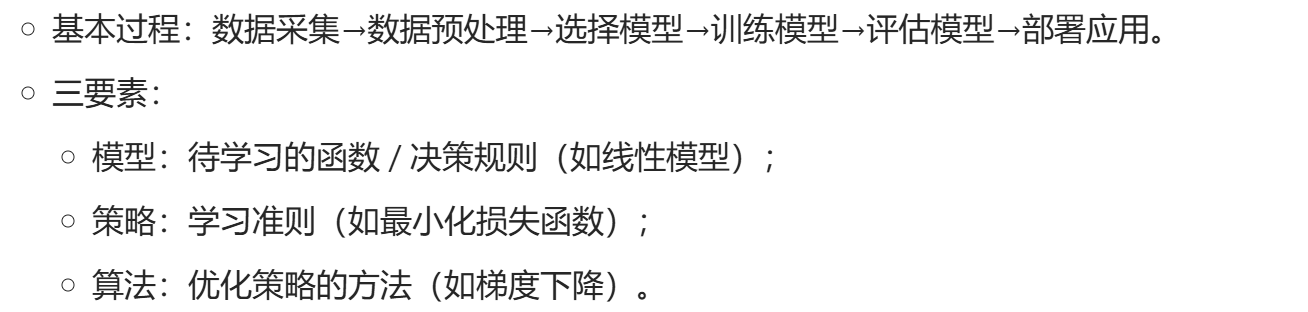 ○ 基本过程：数据采集→数据预处理→选择模型→训练模型→评估模型→部署应用。
○ 三要素：
○ 模型：待学习的函数 / 决策规则（如线性模型）；
○ 策略：学习准则（如最小化损失函数）；
○ 算法：优化策略的方法（如梯度下降）。